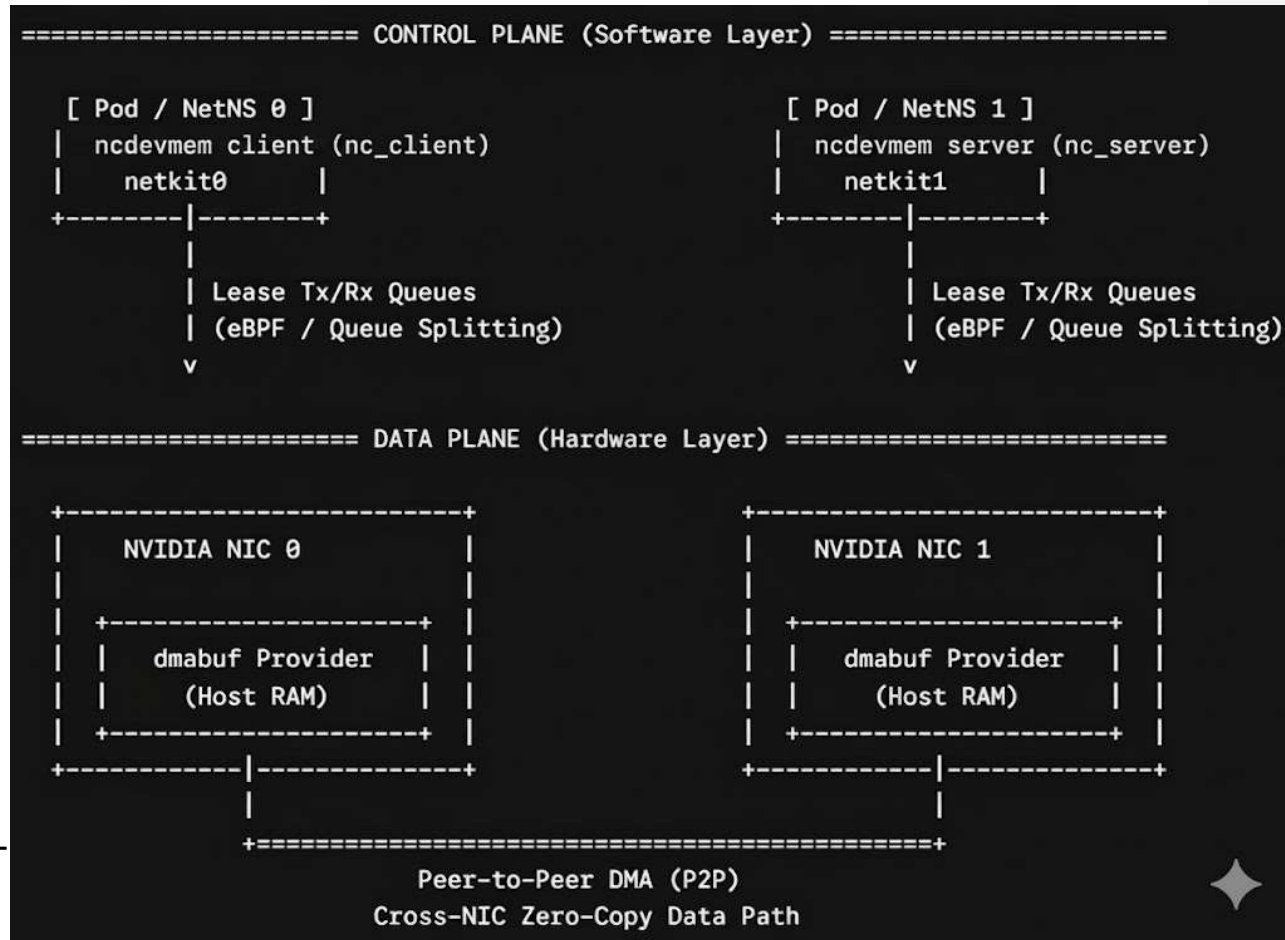 ======================= CONTROL PLANE (Software Layer) =======================
[ Pod / NetNS 0 ] [ Pod / NetNS 1 ]
| ncdevmem client (nc_client) | ncdevmem server (nc_server)
| netkit0 | | netkit1 |
+--------|--------+ +--------|--------+
| |
| Lease Tx/Rx Queues | Lease Tx/Rx Queues
| (eBPF / Queue Splitting) | (eBPF / Queue Splitting)
v v
======================= DATA PLANE (Hardware Layer) ==========================
+---------------------------+ +---------------------------+
| NVIDIA NIC 0 | | NVIDIA NIC 1 |
| | | |
| +---------------------+ | | +---------------------+ |
| | dmabuf Provider | | | | dmabuf Provider | |
| | (Host RAM) | | | | (Host RAM) | |
| +---------------------+ | | +---------------------+ |
+------------|--------------+ +------------|--------------+
| |
+==============================================+
Peer-to-Peer DMA (P2P)
Cross-NIC Zero-Copy Data Path